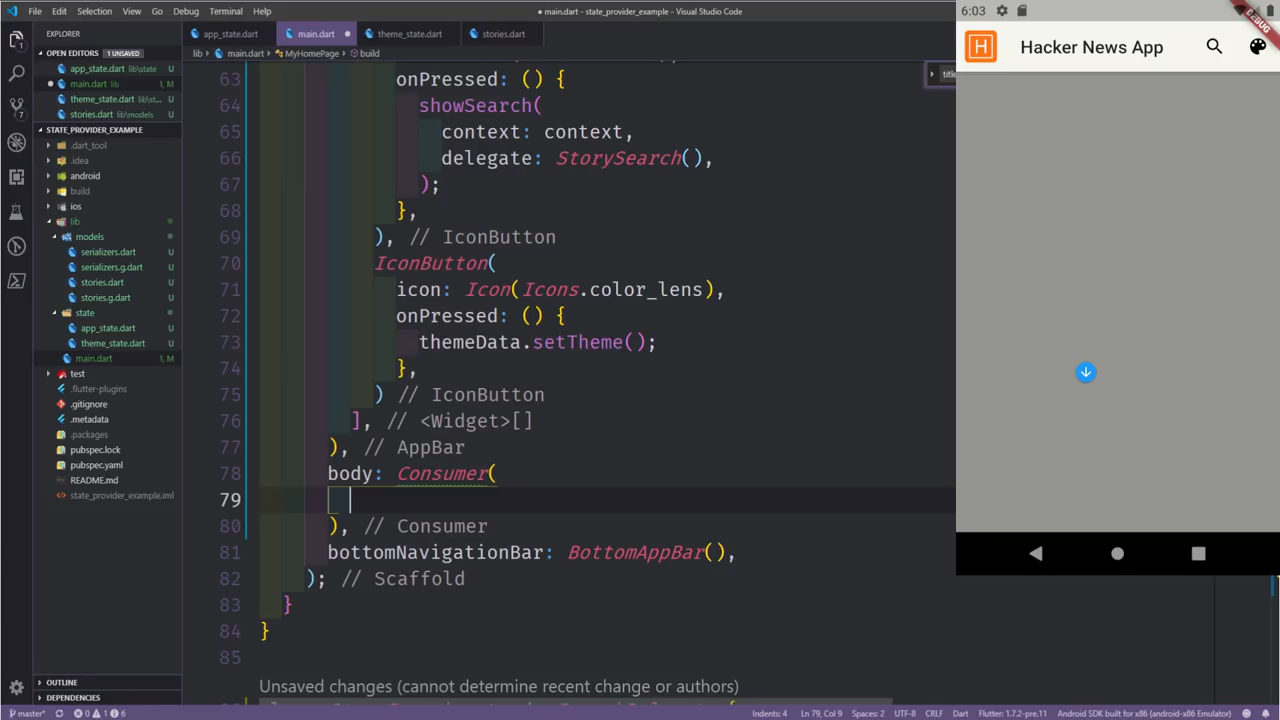 File Edit Selection View Go Debug Terminal Help
● main.dart - state_provider_example - Visual Studio Code
EXPLORER
OPEN EDITORS 1 UNSAVED
app_state.dart lib\state U
main.dart lib 1, M
theme_state.dart lib\st... U
stories.dart lib\models U
STATE_PROVIDER_EXAMPLE
.dart_tool
.idea
android
build
ios
lib
models
serializers.dart U
serializers.g.dart U
stories.dart U
stories.g.dart U
state
app_state.dart U
theme_state.dart U
main.dart 1, M
test
.flutter-plugins
.gitignore
.metadata
.packages
pubspec.lock
pubspec.yaml
README.md
state_provider_example.iml
OUTLINE
DEPENDENCIES
app_state.dart main.dart ● theme_state.dart stories.dart
lib main.dart MyHomePage build
63 onPressed: () {
64 showSearch(
65 context: context,
66 delegate: StorySearch(),
67 );
68 },
69 ), // IconButton
70 IconButton(
71 icon: Icon(Icons.color_lens),
72 onPressed: () {
73 themeData.setTheme();
74 },
75 ) // IconButton
76 ], // <Widget>[]
77 ), // AppBar
78 body: Consumer(
79
80 ), // Consumer
81 bottomNavigationBar: BottomAppBar(),
82 ); // Scaffold
83 }
84 }
85
Unsaved changes (cannot determine recent change or authors)
title
6:03
DEBUG
H Hacker News App
master* 0 1 6
Indents: 4 Ln 79, Col 9 Spaces: 2 UTF-8 CRLF Dart Flutter: 1.7.2-pre.11 Android SDK built for x86 (android-x86 Emulator)